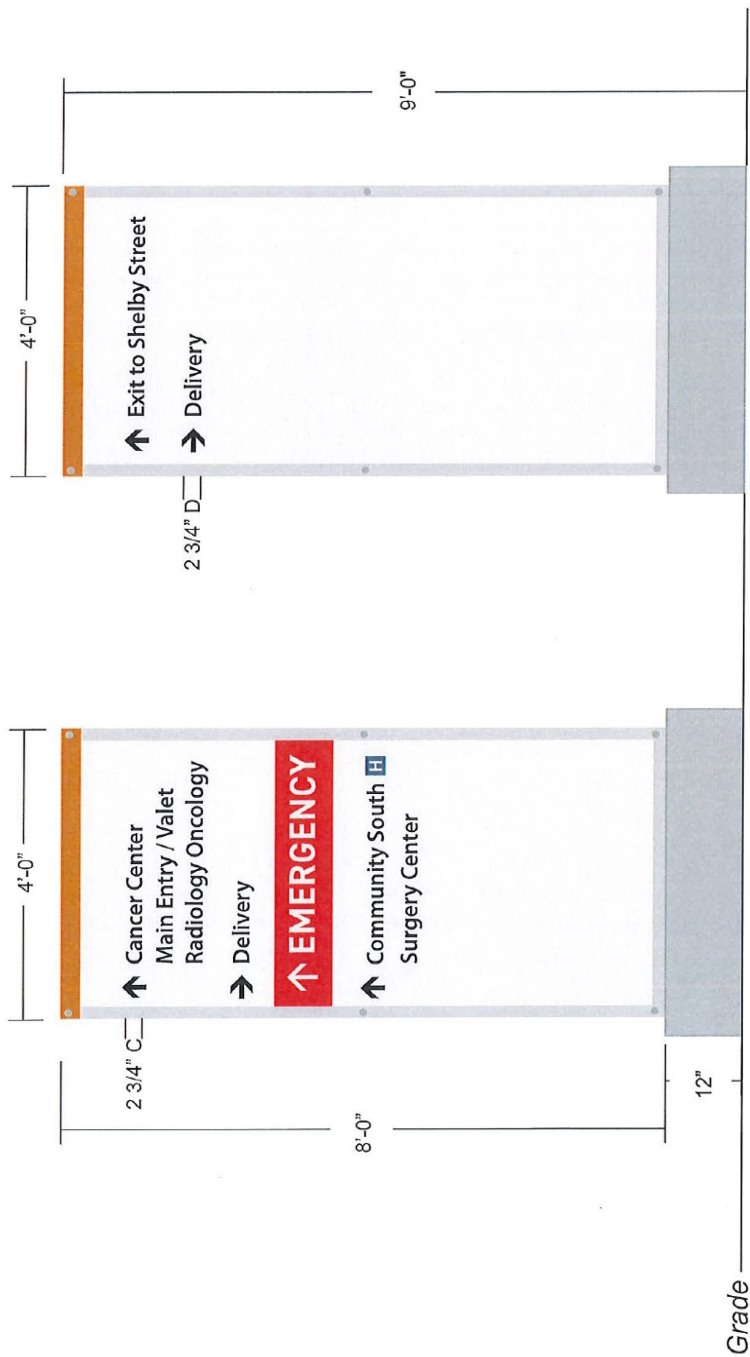 4'-0"
2 3/4" C
Cancer Center
Main Entry / Valet
Radiology Oncology
Delivery
EMERGENCY
Community South H
Surgery Center
8'-0"
12"
Grade
4'-0"
2 3/4" D
Exit to Shelby Street
Delivery
9'-0"